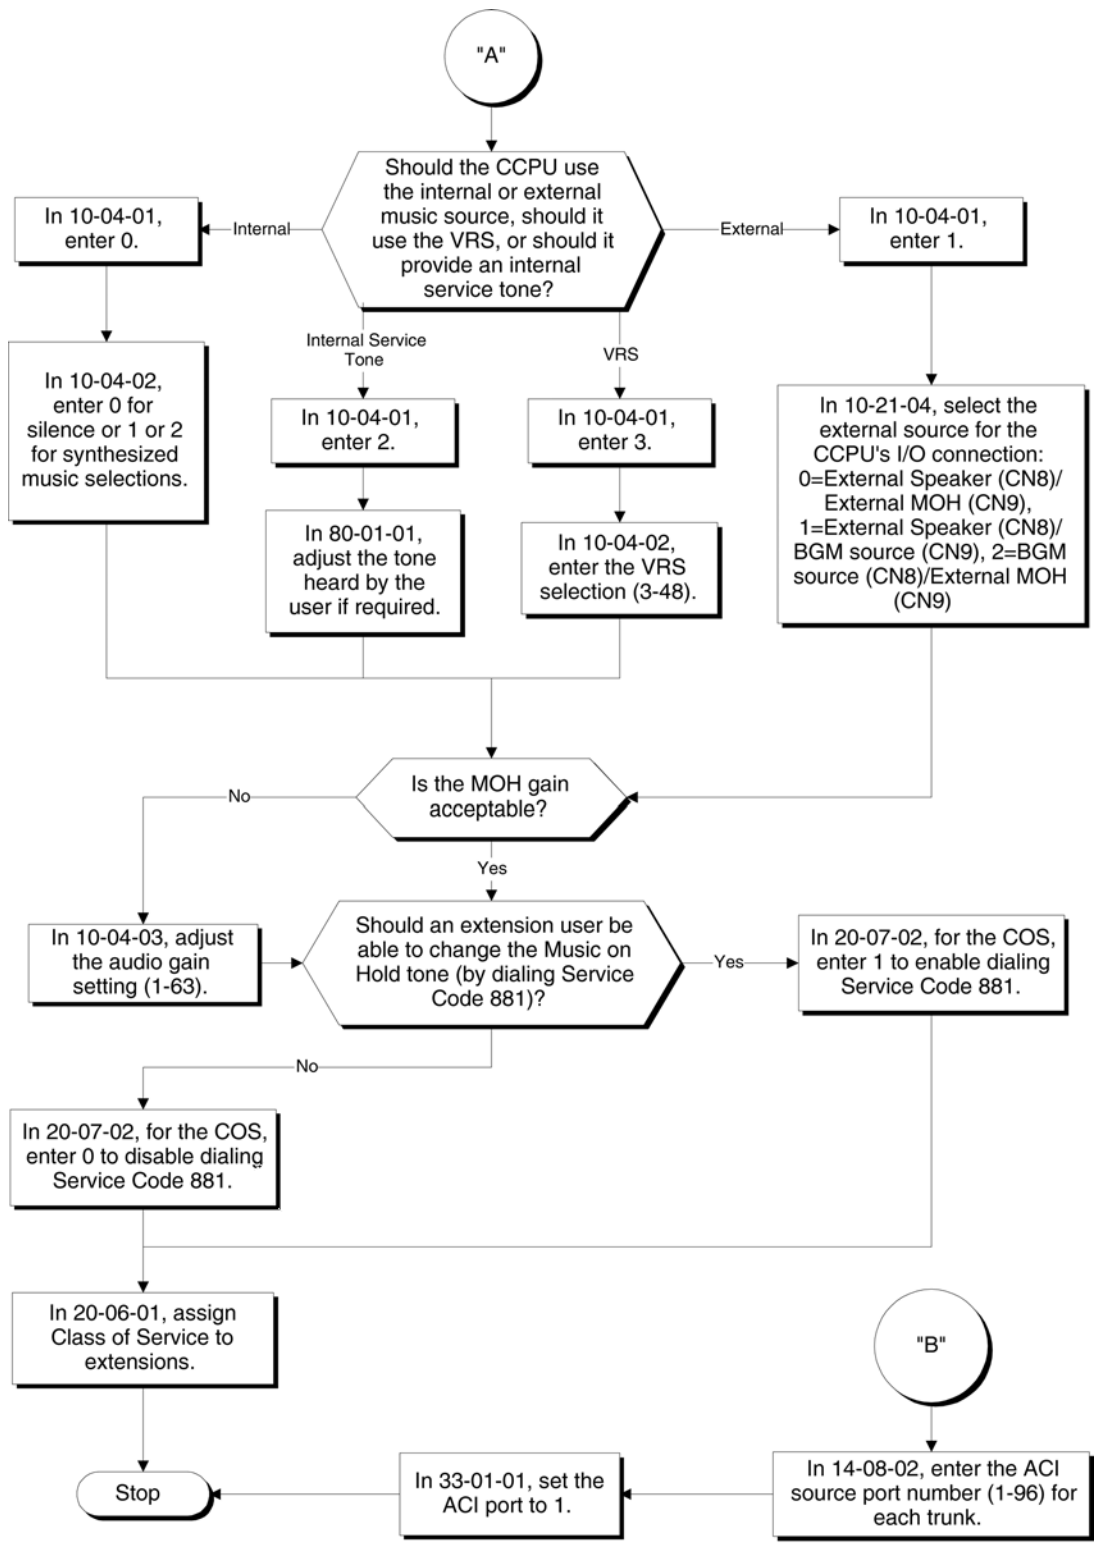 "A"
Should the CCPU use
the internal or external
music source, should it
use the VRS, or should it
provide an internal
service tone?
Internal
External
In 10-04-01,
enter 0.
In 10-04-01,
enter 1.
Internal Service
Tone
VRS
In 10-04-02,
enter 0 for
silence or 1 or 2
for synthesized
music selections.
In 10-04-01,
enter 2.
In 10-04-01,
enter 3.
In 10-21-04, select the
external source for the
CCPU's I/O connection:
0=External Speaker (CN8)/
External MOH (CN9),
1=External Speaker (CN8)/
BGM source (CN9), 2=BGM
source (CN8)/External MOH
(CN9)
In 80-01-01,
adjust the tone
heard by the
user if required.
In 10-04-02,
enter the VRS
selection (3-48).
Is the MOH gain
acceptable?
No
Yes
In 10-04-03, adjust
the audio gain
setting (1-63).
Should an extension user be
able to change the Music on
Hold tone (by dialing Service
Code 881)?
Yes
In 20-07-02, for the COS,
enter 1 to enable dialing
Service Code 881.
No
In 20-07-02, for the COS,
enter 0 to disable dialing
Service Code 881.
In 20-06-01, assign
Class of Service to
extensions.
"B"
Stop
In 33-01-01, set the
ACI port to 1.
In 14-08-02, enter the ACI
source port number (1-96) for
each trunk.